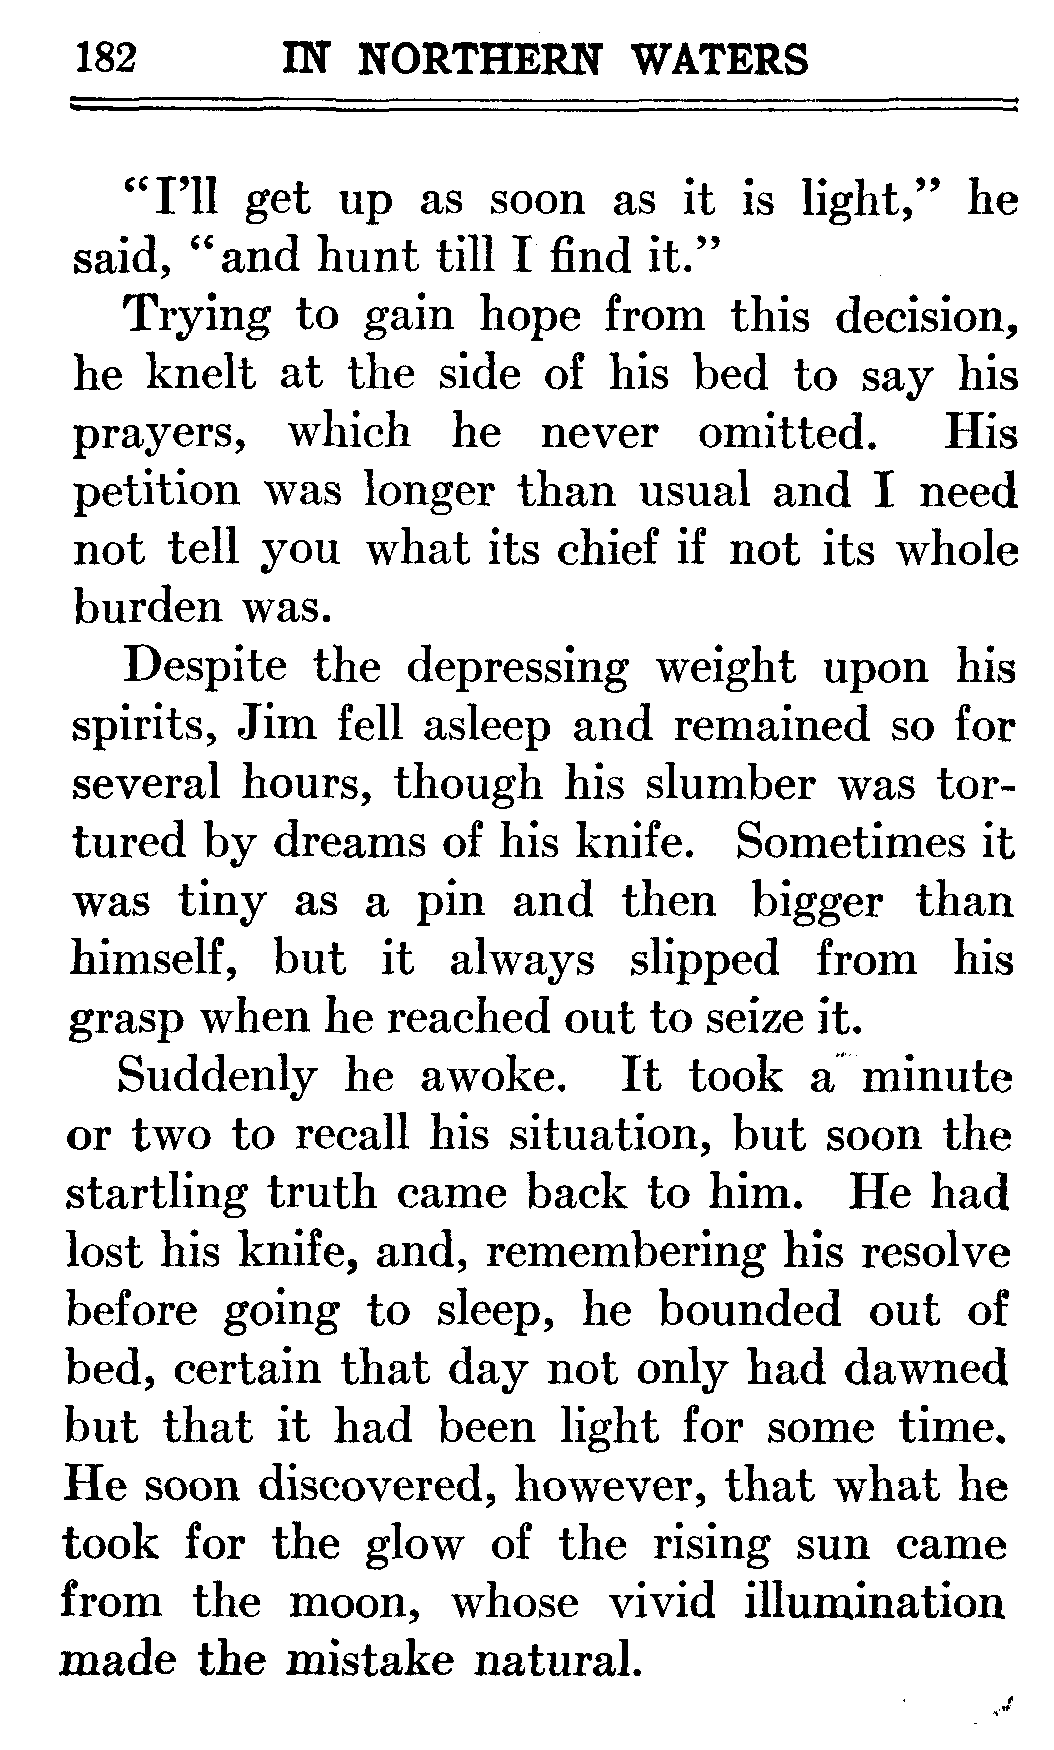 182 IN NORTHERN WATERS
“I’ll get up as soon as it is light,” he
said, “and hunt till I find it.”
Trying to gain hope from this decision,
he knelt at the side of his bed to say his
prayers, which he never omitted. His
petition was longer than usual and I need
not tell you what its chief if not its whole
burden was.
Despite the depressing weight upon his
spirits, Jim fell asleep and remained so for
several hours, though his slumber was tor-
tured by dreams of his knife. Sometimes it
was tiny as a pin and then bigger than
himself, but it always slipped from his
grasp when he reached out to seize it.
Suddenly he awoke. It took a minute
or two to recall his situation, but soon the
startling truth came back to him. He had
lost his knife, and, remembering his resolve
before going to sleep, he bounded out of
bed, certain that day not only had dawned
but that it had been light for some time.
He soon discovered, however, that what he
took for the glow of the rising sun came
from the moon, whose vivid illumination
made the mistake natural.